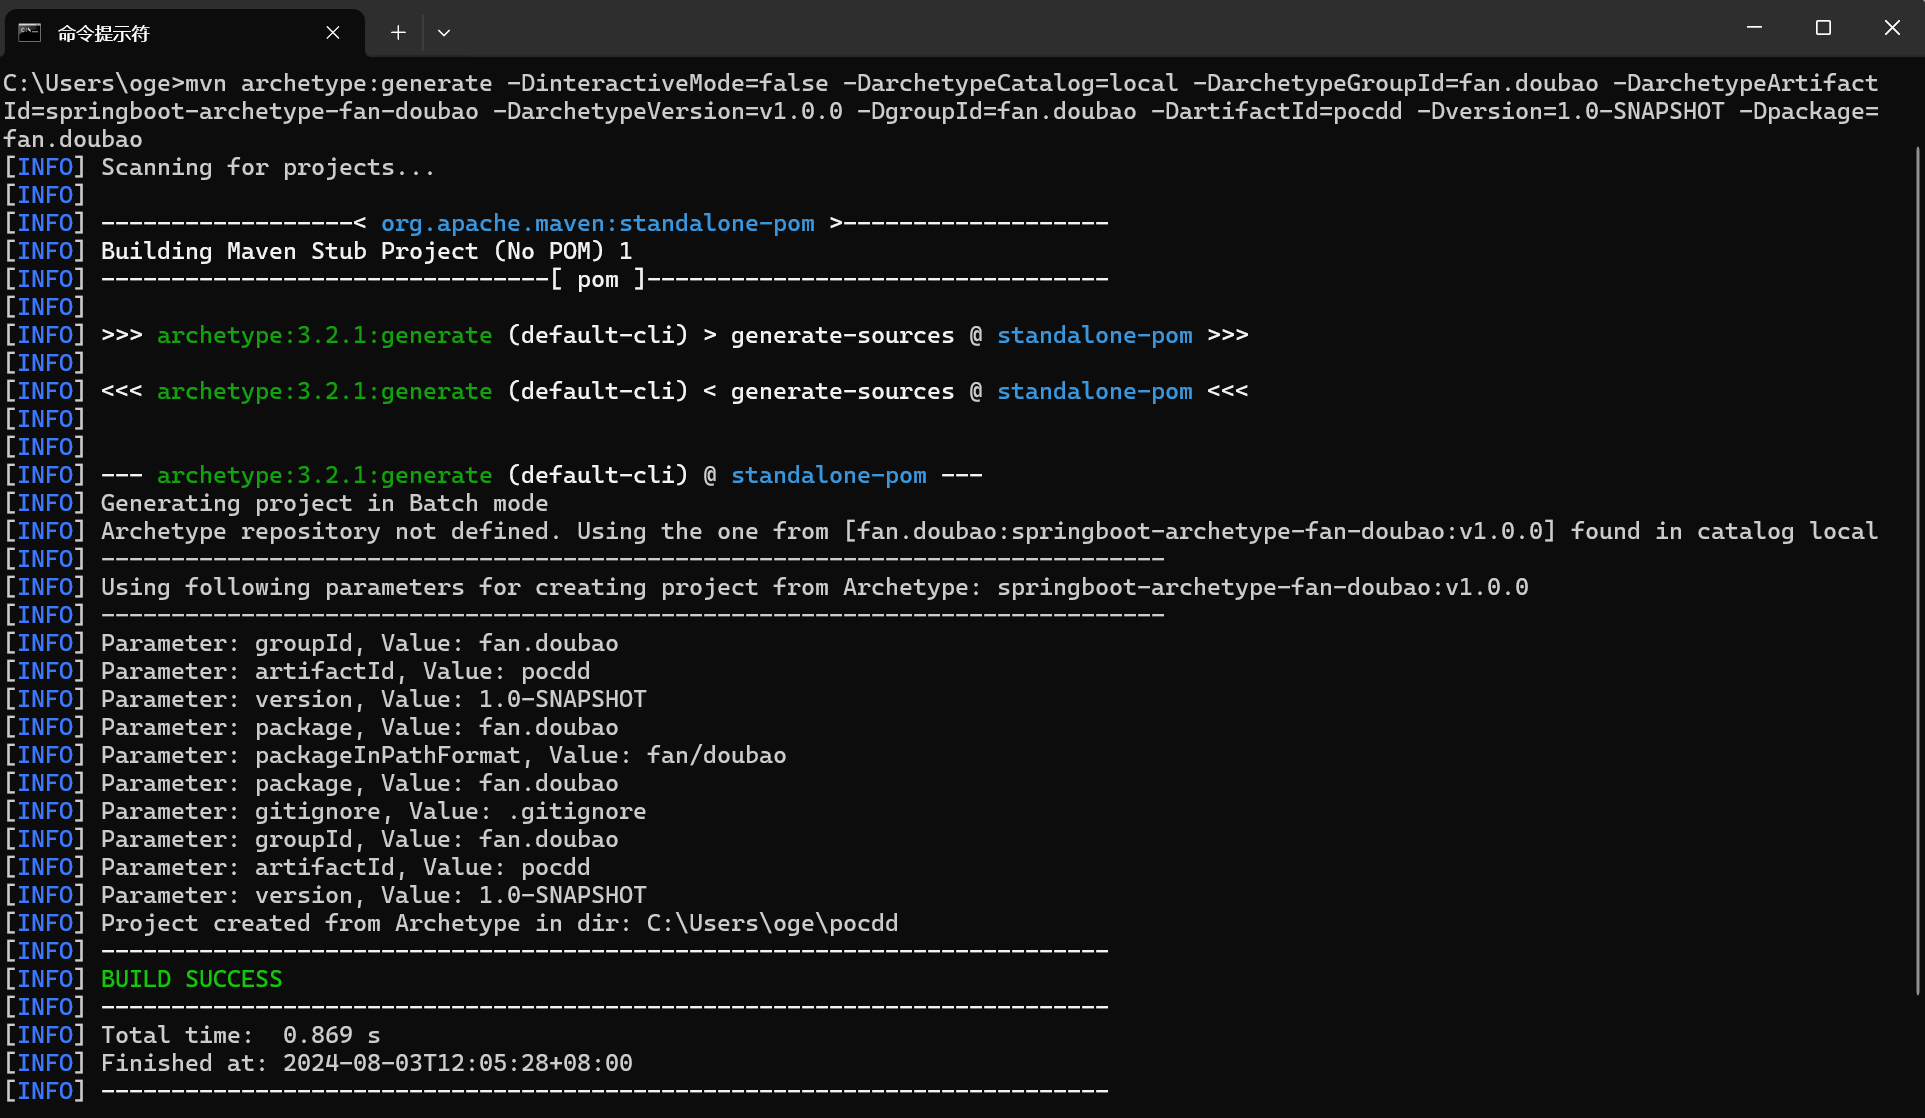 命令提示符
C:\Users\oge>mvn archetype:generate -DinteractiveMode=false -DarchetypeCatalog=local -DarchetypeGroupId=fan.doubao -DarchetypeArtifact
Id=springboot-archetype-fan-doubao -DarchetypeVersion=v1.0.0 -DgroupId=fan.doubao -DartifactId=pocdd -Dversion=1.0-SNAPSHOT -Dpackage=
fan.doubao
[INFO] Scanning for projects...
[INFO]
[INFO] ------------------< org.apache.maven:standalone-pom >-------------------
[INFO] Building Maven Stub Project (No POM) 1
[INFO] --------------------------------[ pom ]---------------------------------
[INFO]
[INFO] >>> archetype:3.2.1:generate (default-cli) > generate-sources @ standalone-pom >>>
[INFO]
[INFO] <<< archetype:3.2.1:generate (default-cli) < generate-sources @ standalone-pom <<<
[INFO]
[INFO]
[INFO] --- archetype:3.2.1:generate (default-cli) @ standalone-pom ---
[INFO] Generating project in Batch mode
[INFO] Archetype repository not defined. Using the one from [fan.doubao:springboot-archetype-fan-doubao:v1.0.0] found in catalog local
[INFO] ----------------------------------------------------------------------------
[INFO] Using following parameters for creating project from Archetype: springboot-archetype-fan-doubao:v1.0.0
[INFO] ----------------------------------------------------------------------------
[INFO] Parameter: groupId, Value: fan.doubao
[INFO] Parameter: artifactId, Value: pocdd
[INFO] Parameter: version, Value: 1.0-SNAPSHOT
[INFO] Parameter: package, Value: fan.doubao
[INFO] Parameter: packageInPathFormat, Value: fan/doubao
[INFO] Parameter: package, Value: fan.doubao
[INFO] Parameter: gitignore, Value: .gitignore
[INFO] Parameter: groupId, Value: fan.doubao
[INFO] Parameter: artifactId, Value: pocdd
[INFO] Parameter: version, Value: 1.0-SNAPSHOT
[INFO] Project created from Archetype in dir: C:\Users\oge\pocdd
[INFO] ------------------------------------------------------------------------
[INFO] BUILD SUCCESS
[INFO] ------------------------------------------------------------------------
[INFO] Total time:  0.869 s
[INFO] Finished at: 2024-08-03T12:05:28+08:00
[INFO] ------------------------------------------------------------------------